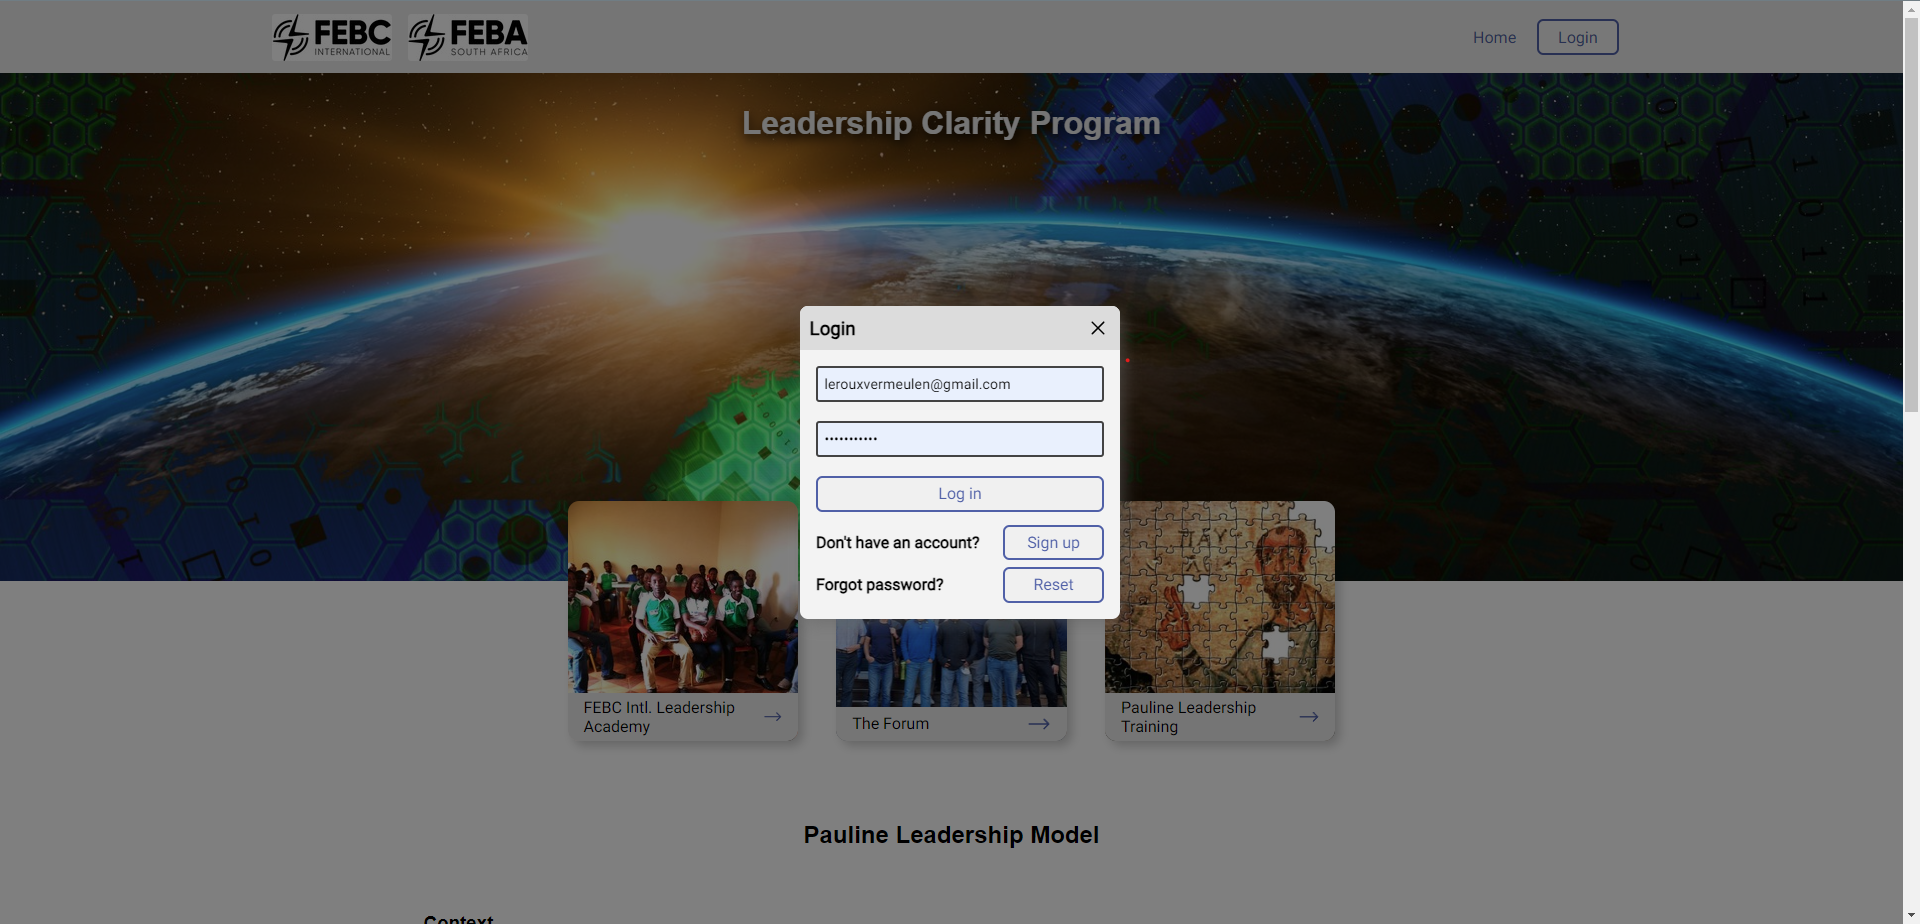 FEBC
INTERNATIONAL
FEBA
SOUTH AFRICA
Home
Login
Leadership Clarity Program
Login
lerouxvermeulen@gmail.com
•••••••••••
Log in
Don't have an account?
Sign up
Forgot password?
Reset
FEBC Intl. Leadership
Academy
The Forum
Pauline Leadership
Training
Pauline Leadership Model
Context